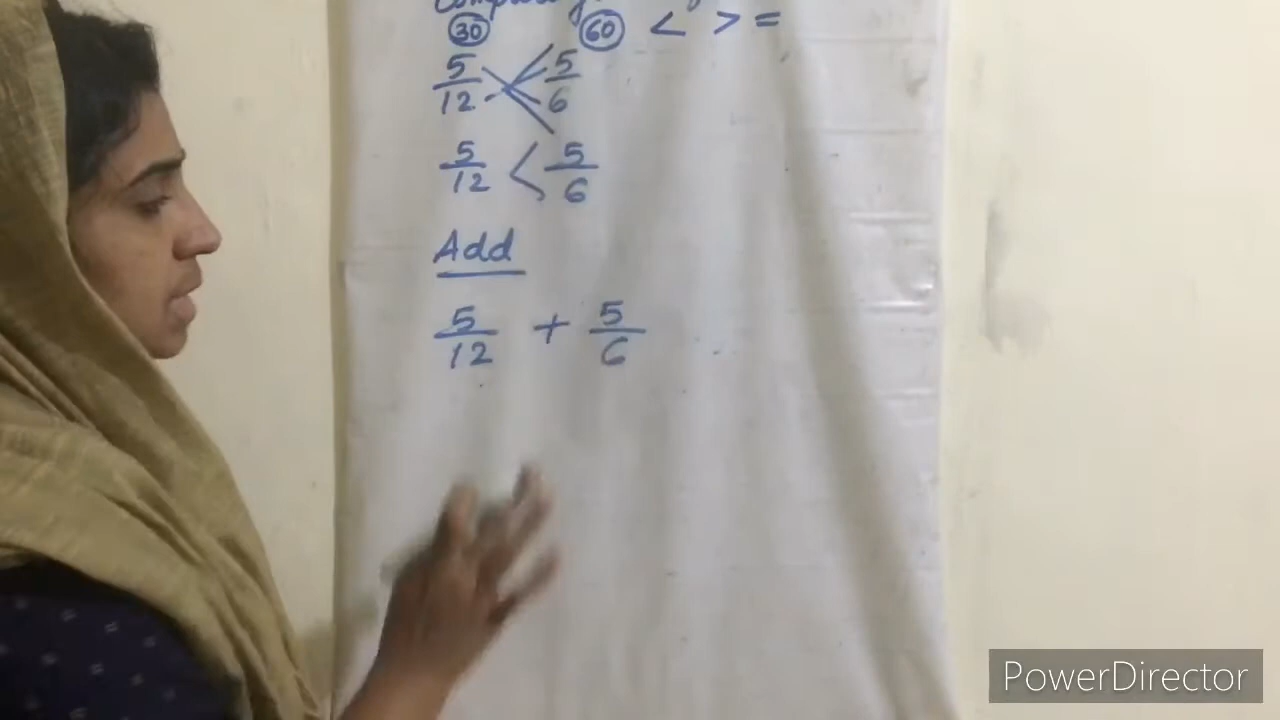 30 60 < > =
5/12 5/6
5/12 < 5/6
Add
5/12 + 5/6
PowerDirector